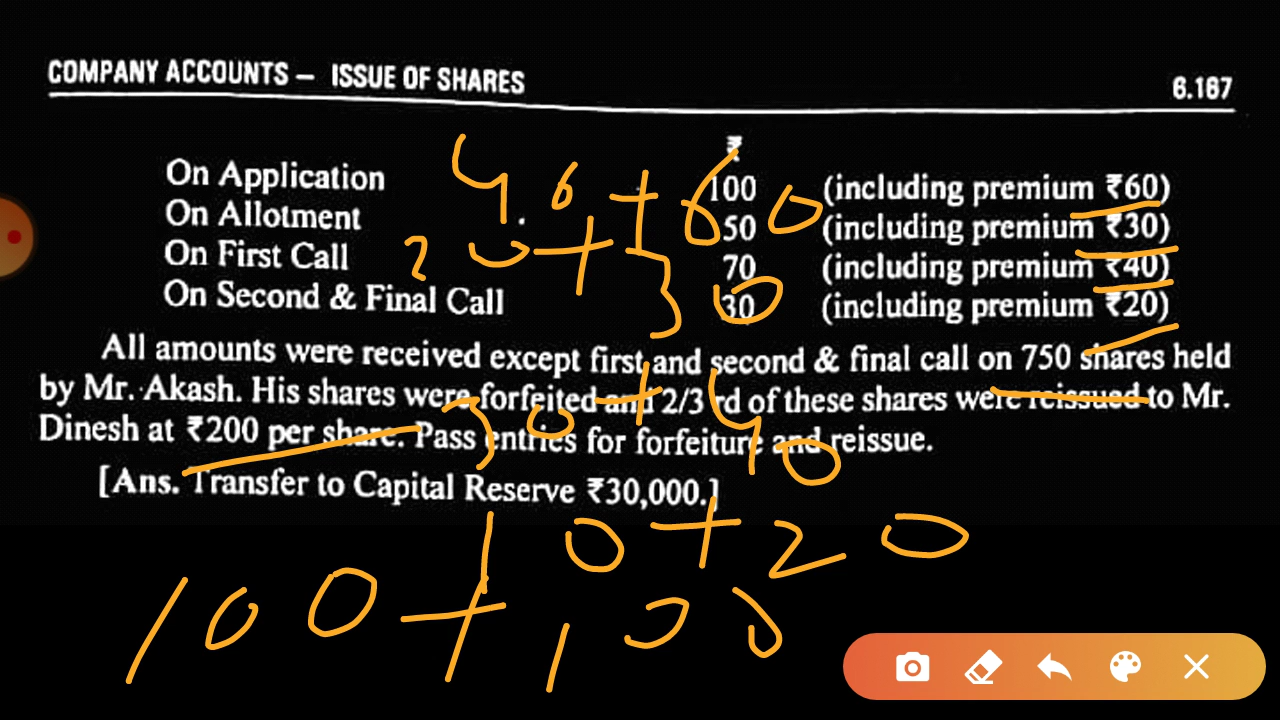 COMPANY ACCOUNTS – ISSUE OF SHARES 6.167
₹
On Application 100 (including premium ₹60)
On Allotment 50 (including premium ₹30)
On First Call 70 (including premium ₹40)
On Second & Final Call 30 (including premium ₹20)
40 + 60
20 + 30
All amounts were received except first and second & final call on 750 shares held
by Mr. Akash. His shares were forfeited and 2/3 rd of these shares were reissued to Mr.
Dinesh at ₹200 per share. Pass entries for forfeiture and reissue.
30 + 40
[Ans. Transfer to Capital Reserve ₹30,000.]
10 + 20
100 + 100